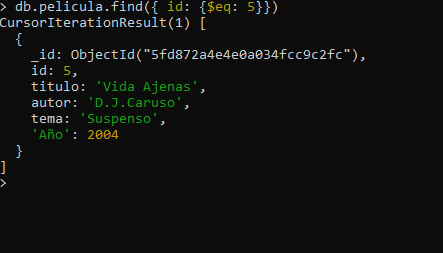 > db.pelicula.find({ id: {$eq: 5}})
CursorIterationResult(1) [
  {
    _id: ObjectId("5fd872a4e4e0a034fcc9c2fc"),
    id: 5,
    titulo: 'Vida Ajenas',
    autor: 'D.J.Caruso',
    tema: 'Suspenso',
    'Año': 2004
  }
]
>